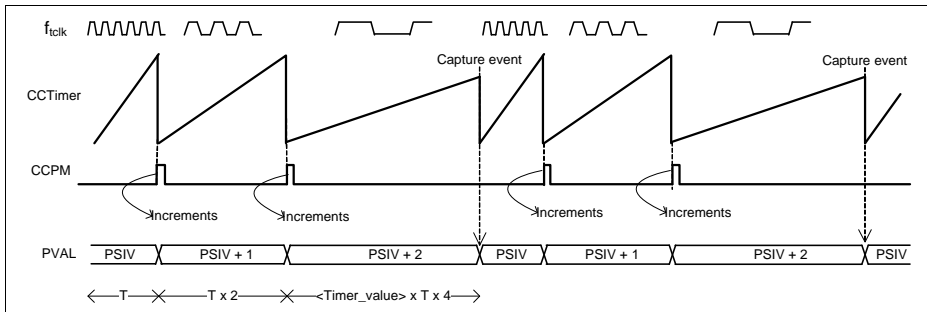 ftclk
Capture event
Capture event
CCTimer
CCPM
Increments
Increments
Increments
Increments
PVAL
PSIV
PSIV + 1
PSIV + 2
PSIV
PSIV + 1
PSIV + 2
PSIV
T
T x 2
<Timer_value> x T x 4